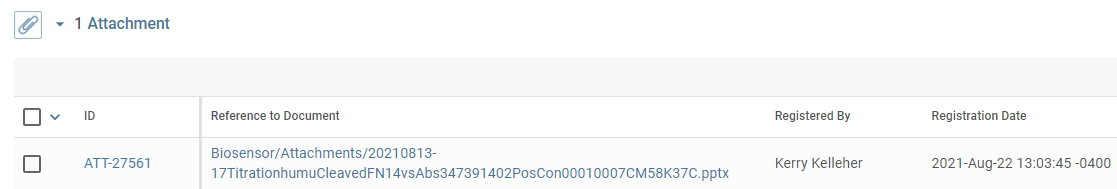 1 Attachment
ID Reference to Document Registered By Registration Date
ATT-27561 Biosensor/Attachments/20210813- Kerry Kelleher 2021-Aug-22 13:03:45 -0400
17TitrationhumuCleavedFN14vsAbs347391402PosCon00010007CM58K37C.pptx